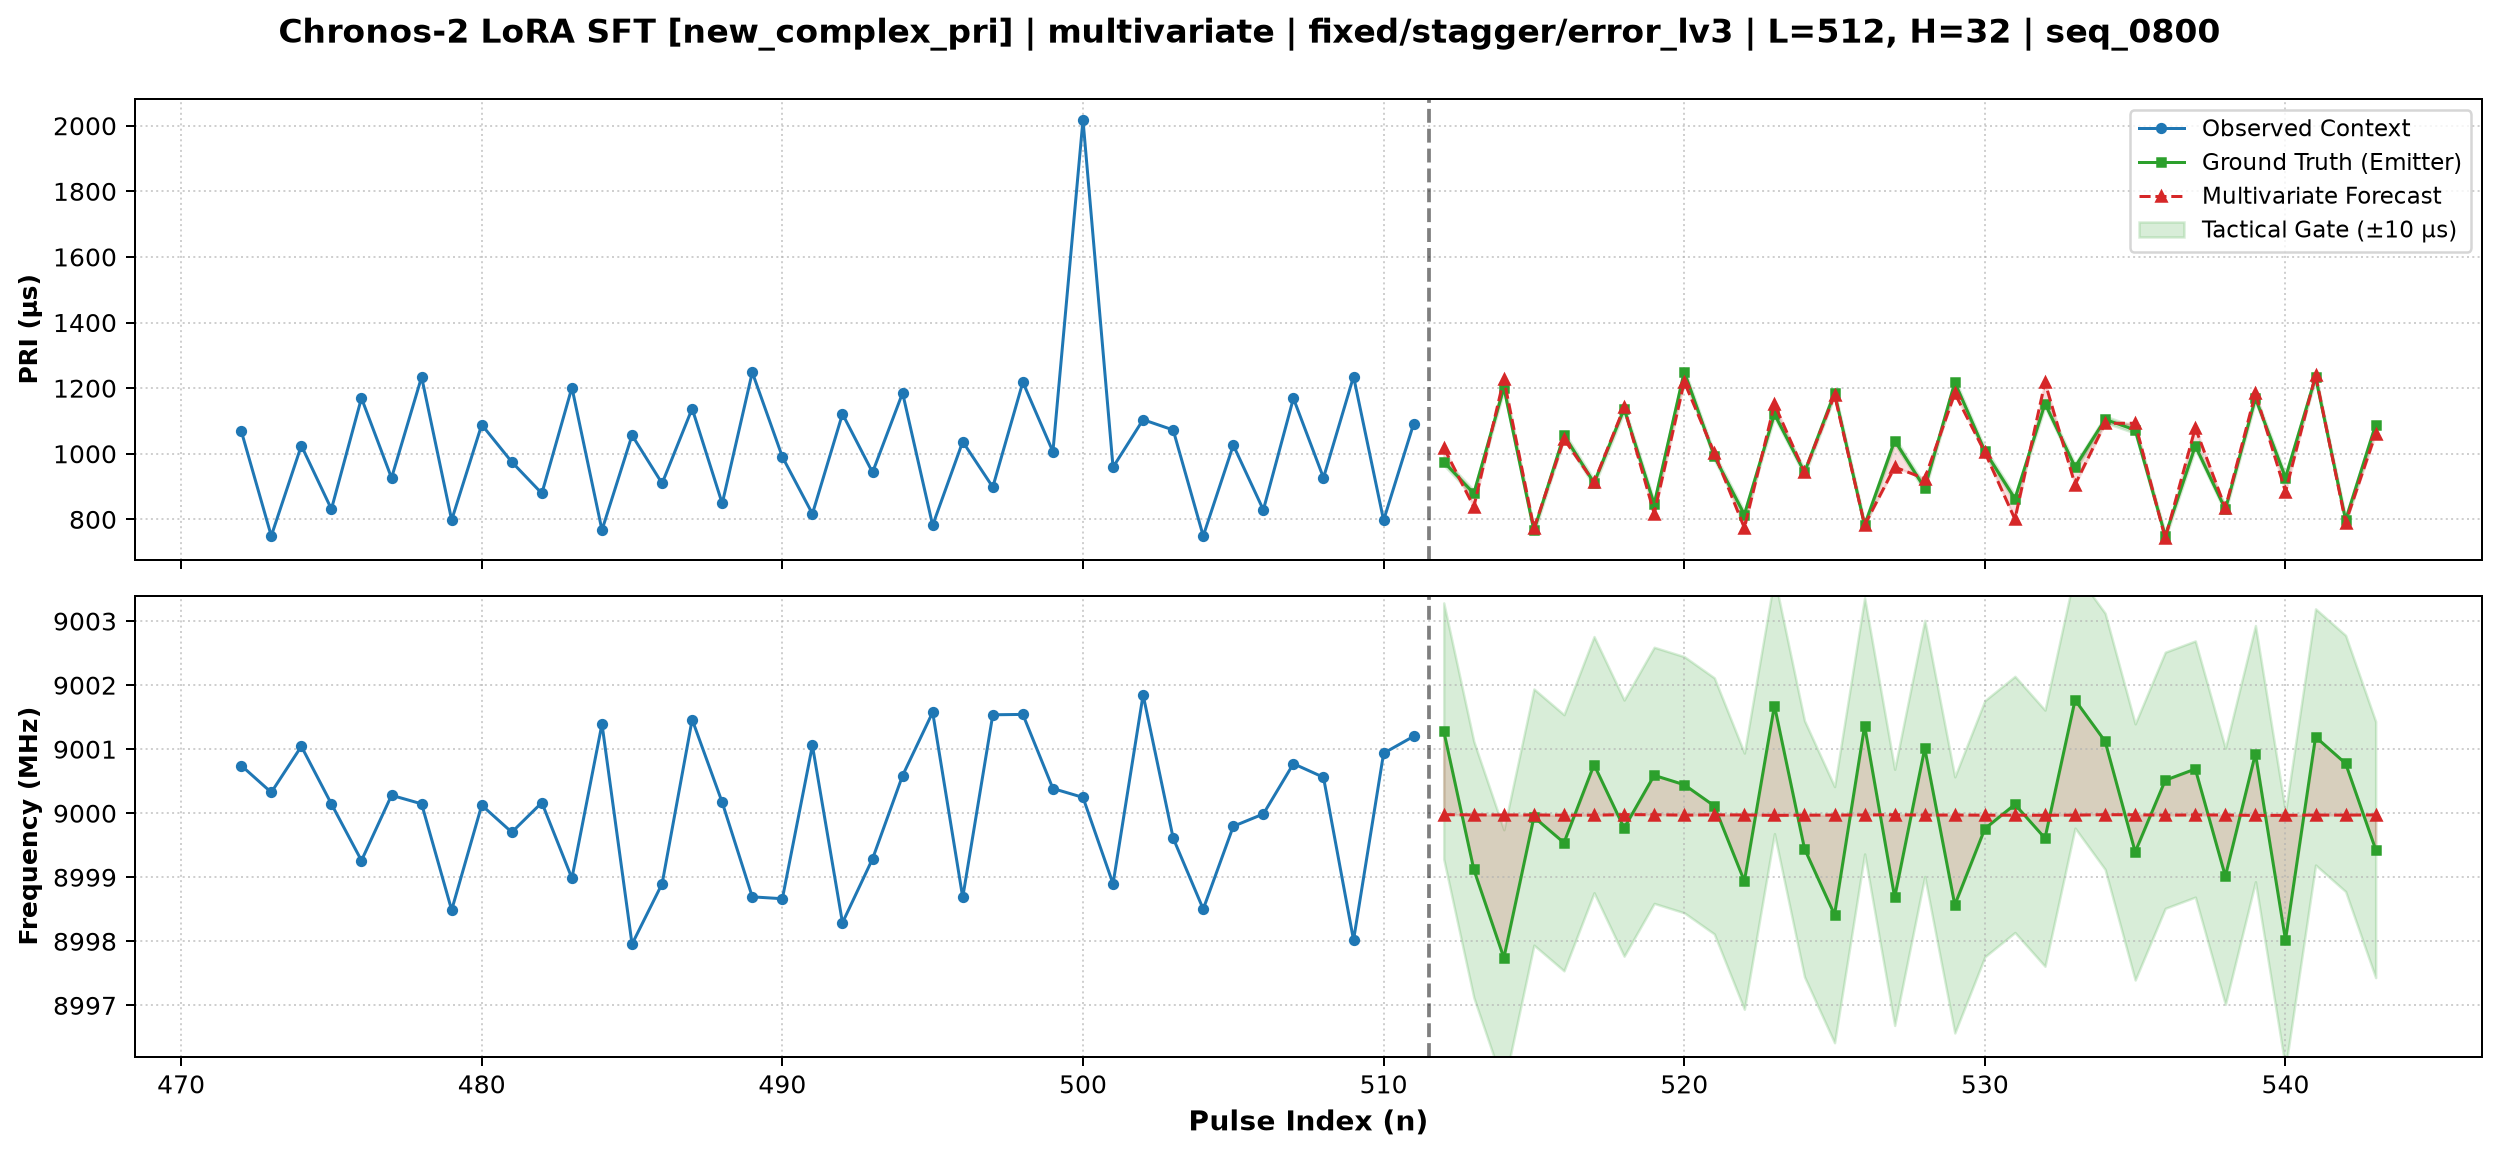 Chronos-2 LoRA SFT [new_complex_pri] | multivariate | fixed/stagger/error_lv3 | L=512, H=32 | seq_0800
PRI (µs)
2000
1800
1600
1400
1200
1000
800
Observed Context
Ground Truth (Emitter)
Multivariate Forecast
Tactical Gate (±10 µs)
Frequency (MHz)
9003
9002
9001
9000
8999
8998
8997
470 480 490 500 510 520 530 540
Pulse Index (n)